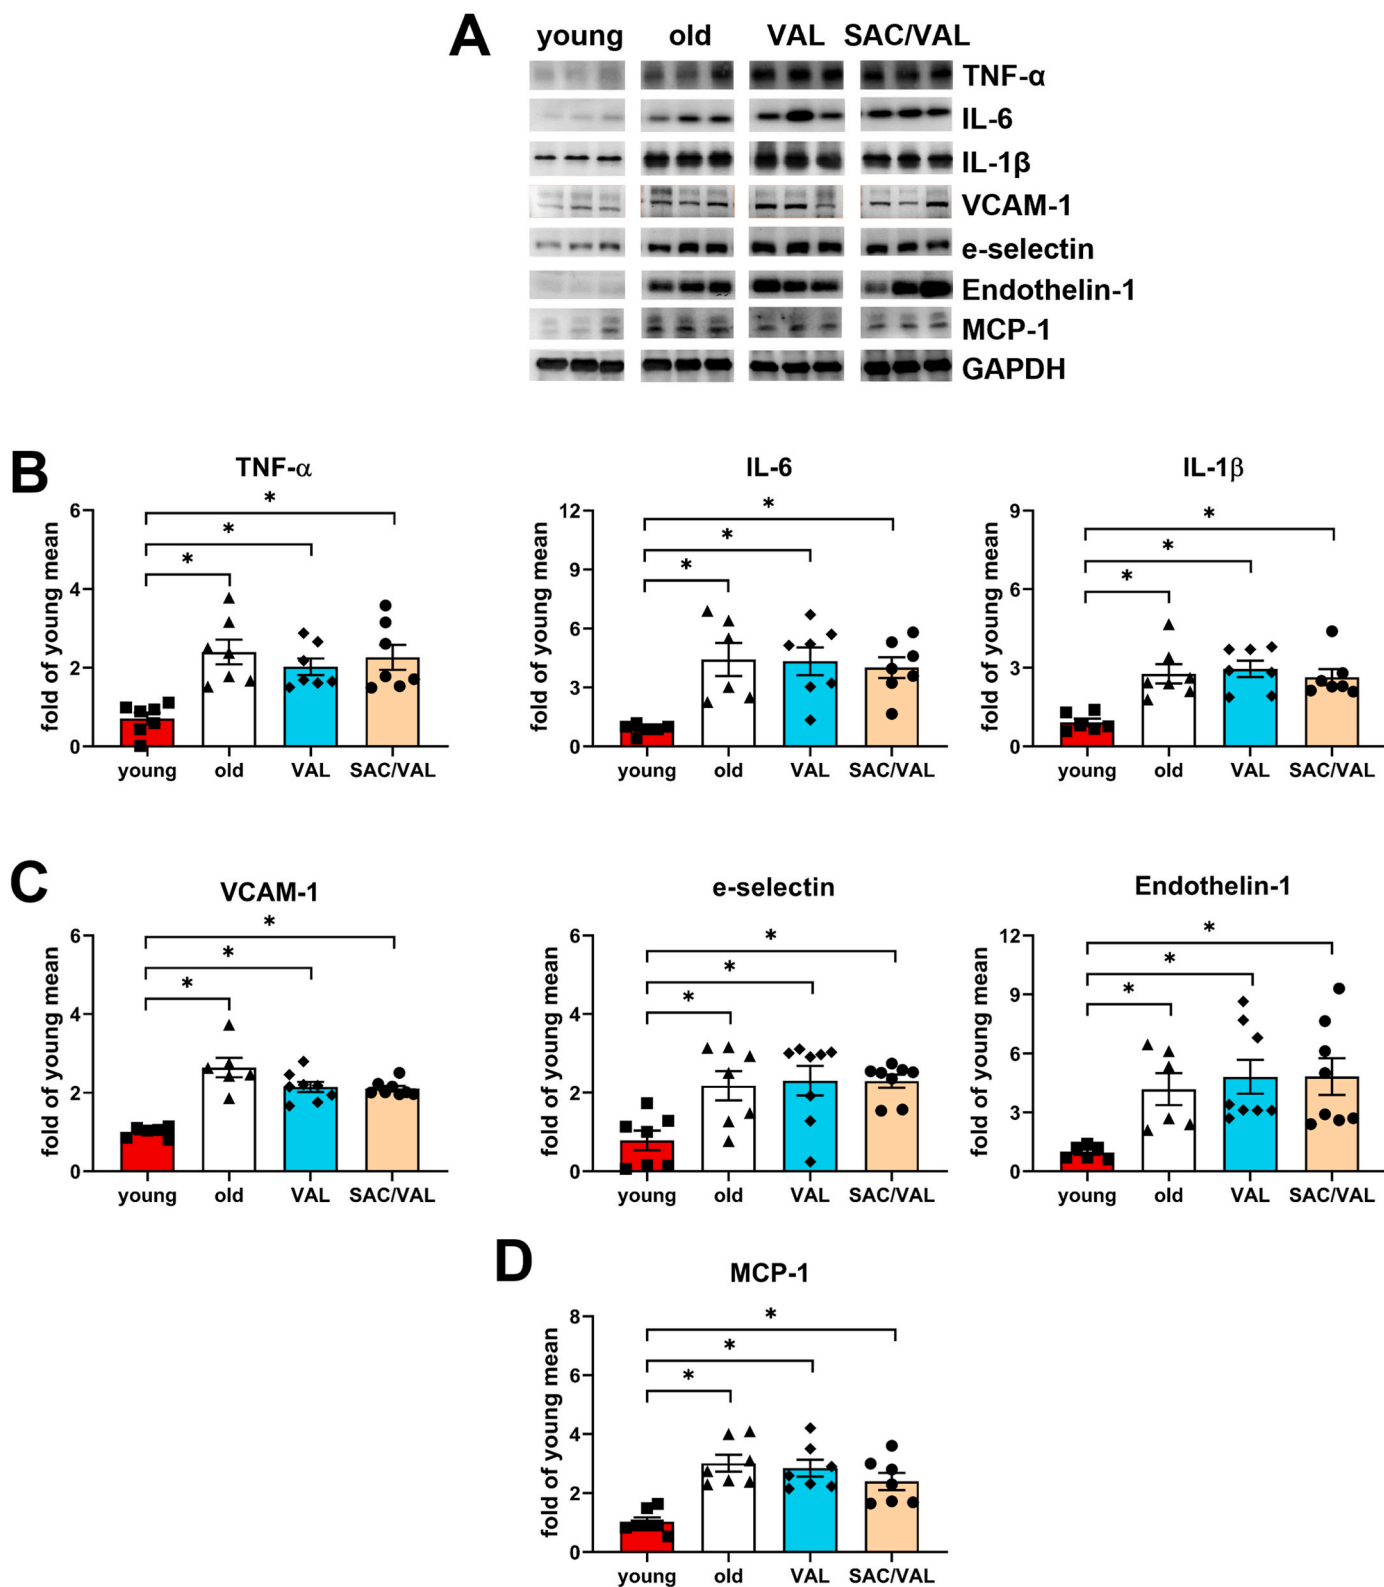 A
young old VAL SAC/VAL
TNF-α
IL-6
IL-1β
VCAM-1
e-selectin
Endothelin-1
MCP-1
GAPDH
B
TNF-α
fold of young mean
6
4
2
0
* * *
young old VAL SAC/VAL
IL-6
fold of young mean
12
9
6
3
0
* * *
young old VAL SAC/VAL
IL-1β
fold of young mean
9
6
3
0
* * *
young old VAL SAC/VAL
C
VCAM-1
fold of young mean
6
4
2
0
* * *
young old VAL SAC/VAL
e-selectin
fold of young mean
6
4
2
0
* * *
young old VAL SAC/VAL
Endothelin-1
fold of young mean
12
9
6
3
0
* * *
young old VAL SAC/VAL
D
MCP-1
fold of young mean
8
6
4
2
0
* * *
young old VAL SAC/VAL